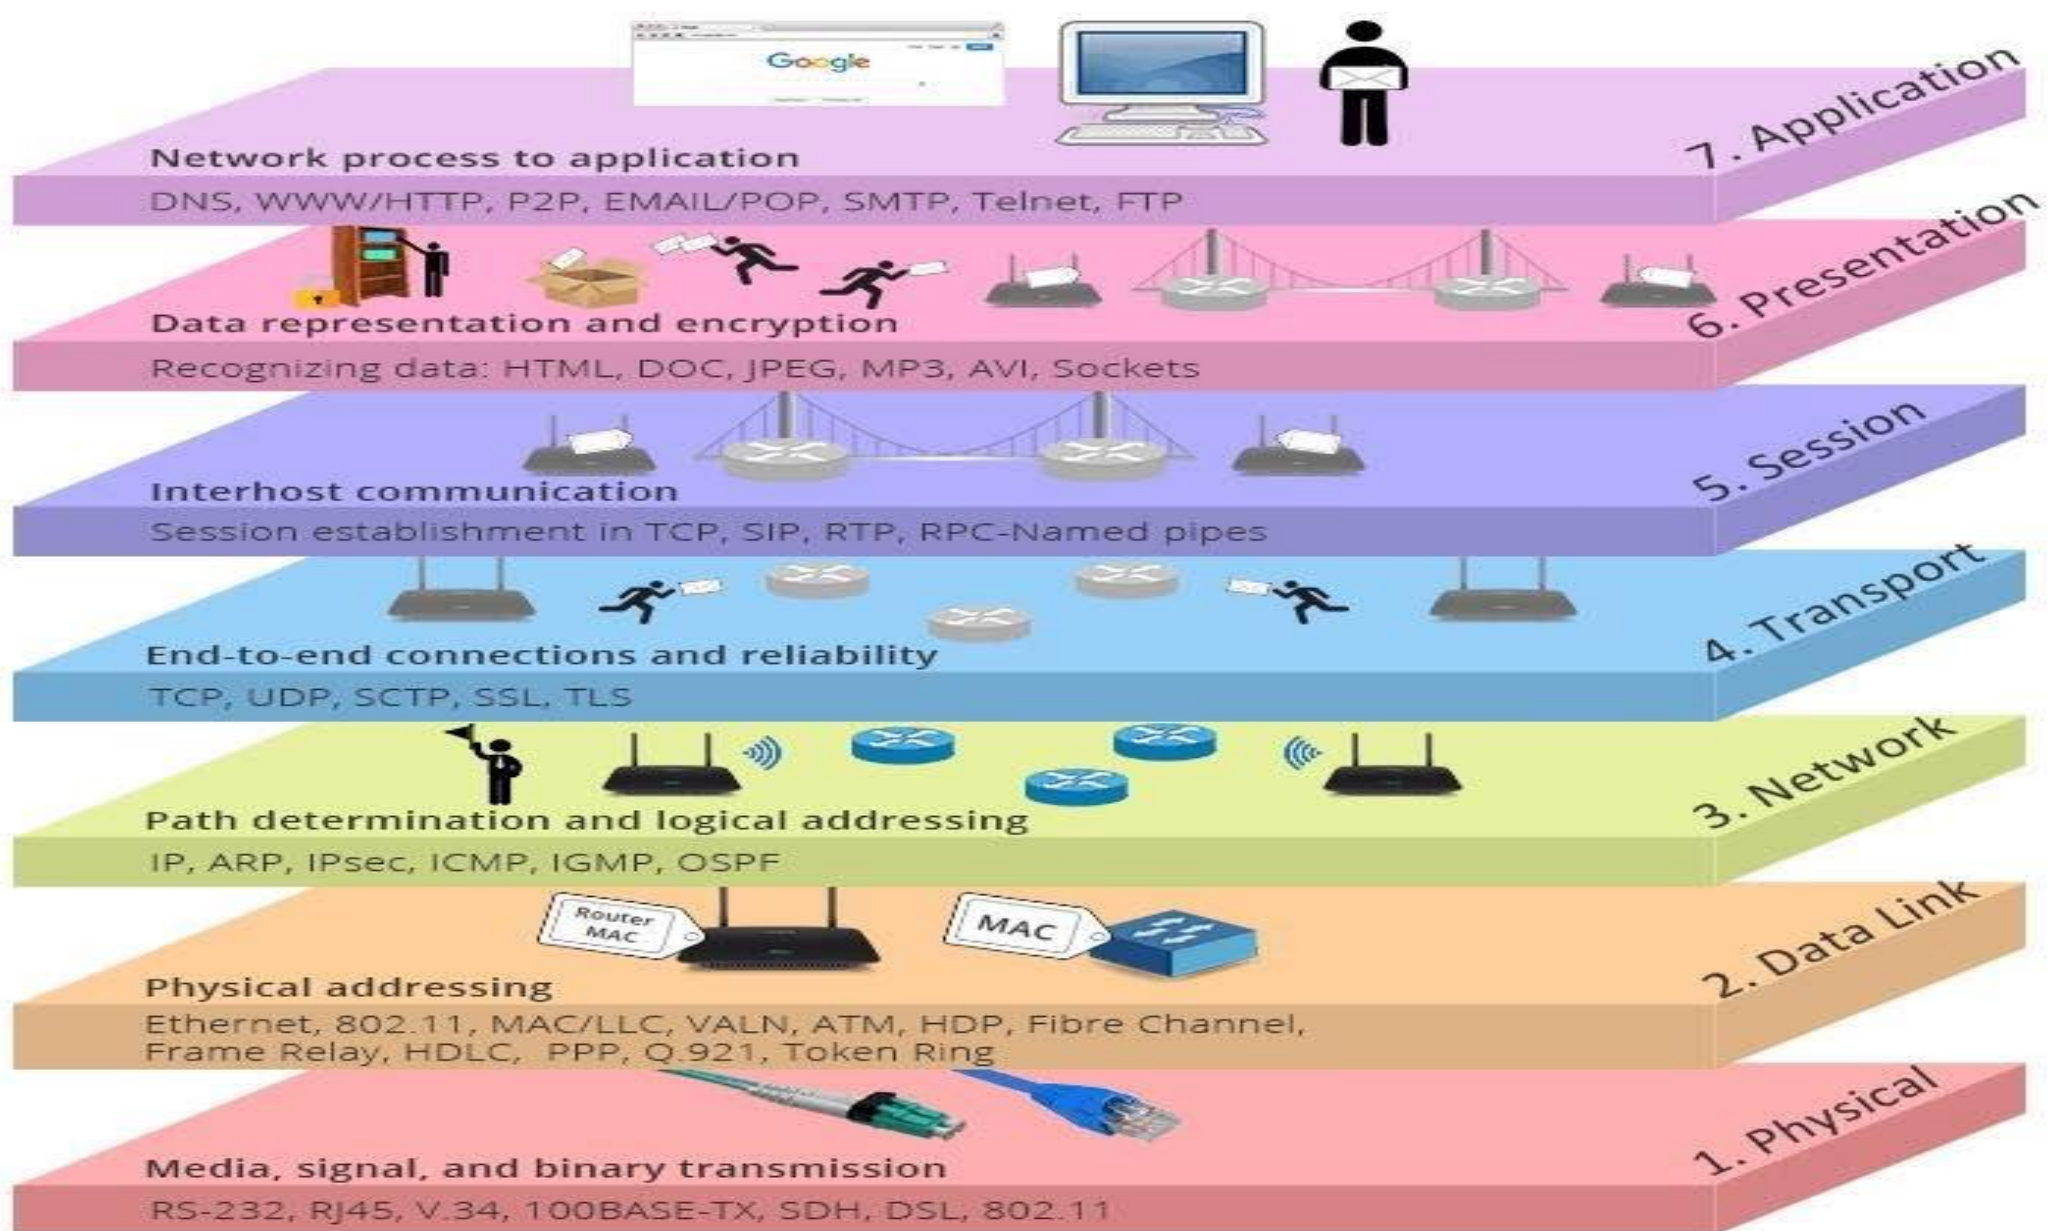 Google
7. Application
Network process to application
DNS, WWW/HTTP, P2P, EMAIL/POP, SMTP, Telnet, FTP
6. Presentation
Data representation and encryption
Recognizing data: HTML, DOC, JPEG, MP3, AVI, Sockets
5. Session
Interhost communication
Session establishment in TCP, SIP, RTP, RPC-Named pipes
4. Transport
End-to-end connections and reliability
TCP, UDP, SCTP, SSL, TLS
3. Network
Path determination and logical addressing
IP, ARP, IPsec, ICMP, IGMP, OSPF
Router
MAC
MAC
2. Data Link
Physical addressing
Ethernet, 802.11, MAC/LLC, VALN, ATM, HDP, Fibre Channel,
Frame Relay, HDLC, PPP, Q.921, Token Ring
1. Physical
Media, signal, and binary transmission
RS-232, RJ45, V.34, 100BASE-TX, SDH, DSL, 802.11